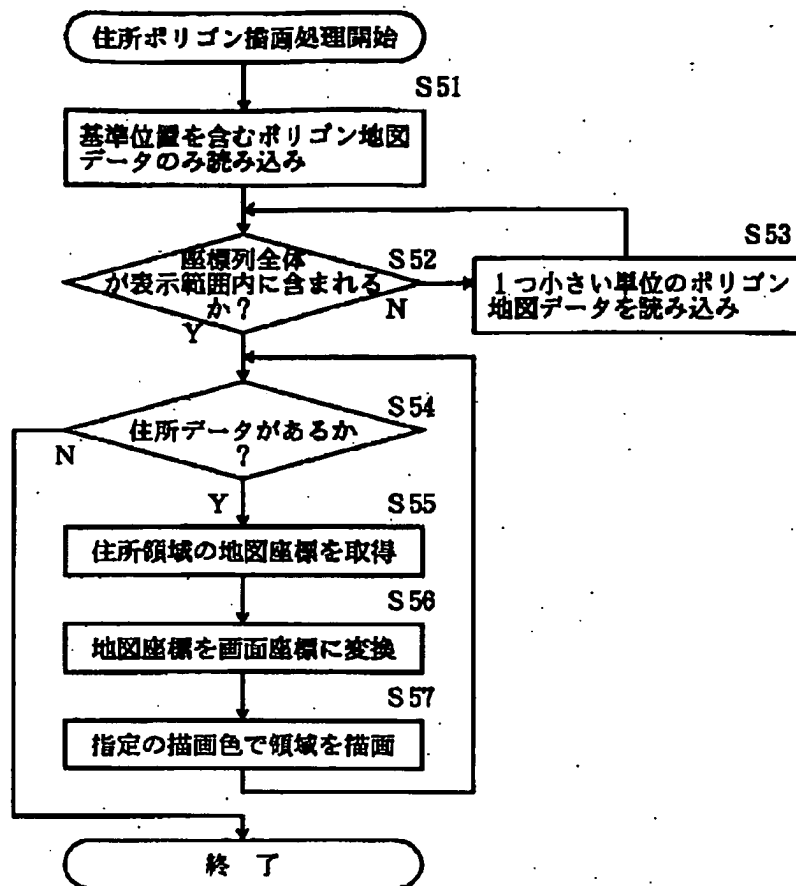 住所ポリゴン描画処理開始
S51
基準位置を含むポリゴン地図
データのみ読み込み
座標列全体
が表示範囲内に含まれる
か?
S52
Y
N
S53
1つ小さい単位のポリゴン
地図データを読み込み
S54
住所データがあるか
?
N
Y
S55
住所領域の地図座標を取得
S56
地図座標を画面座標に変換
S57
指定の描画色で領域を描画
終了